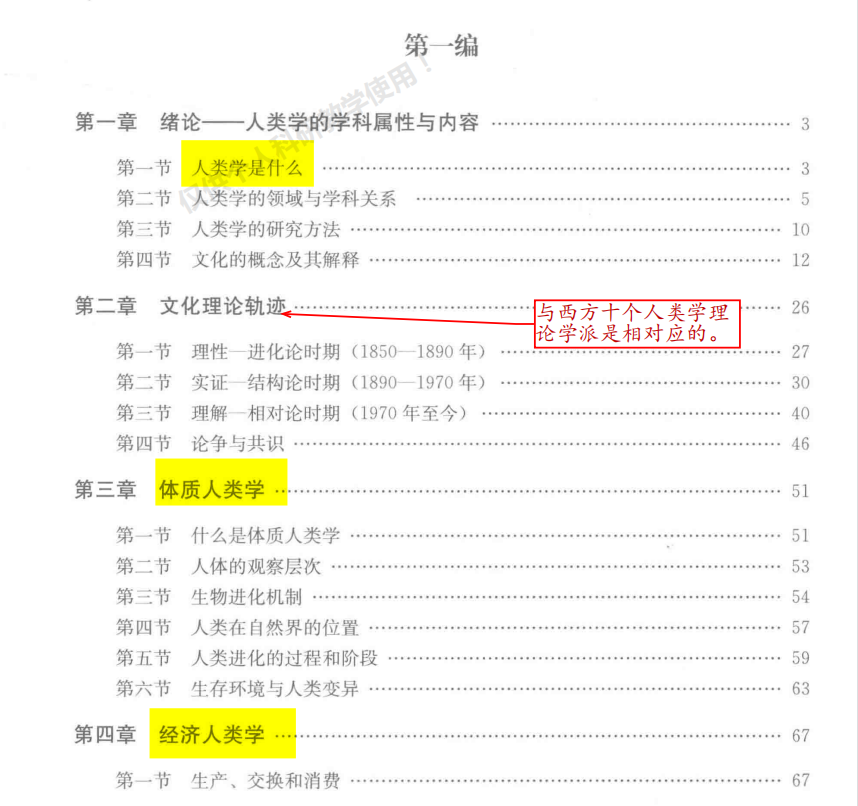 第一编
仅供个人科研教学使用！
第一章 绪论——人类学的学科属性与内容 …… 3
第一节 人类学是什么 …… 3
第二节 人类学的领域与学科关系 …… 5
第三节 人类学的研究方法 …… 10
第四节 文化的概念及其解释 …… 12
第二章 文化理论轨迹 …… 26
与西方十个人类学理
论学派是相对应的。
第一节 理性—进化论时期（1850—1890 年） …… 27
第二节 实证—结构论时期（1890—1970 年） …… 30
第三节 理解—相对论时期（1970 年至今） …… 40
第四节 论争与共识 …… 46
第三章 体质人类学 …… 51
第一节 什么是体质人类学 …… 51
第二节 人体的观察层次 …… 53
第三节 生物进化机制 …… 54
第四节 人类在自然界的位置 …… 57
第五节 人类进化的过程和阶段 …… 59
第六节 生存环境与人类变异 …… 63
第四章 经济人类学 …… 67
第一节 生产、交换和消费 …… 67